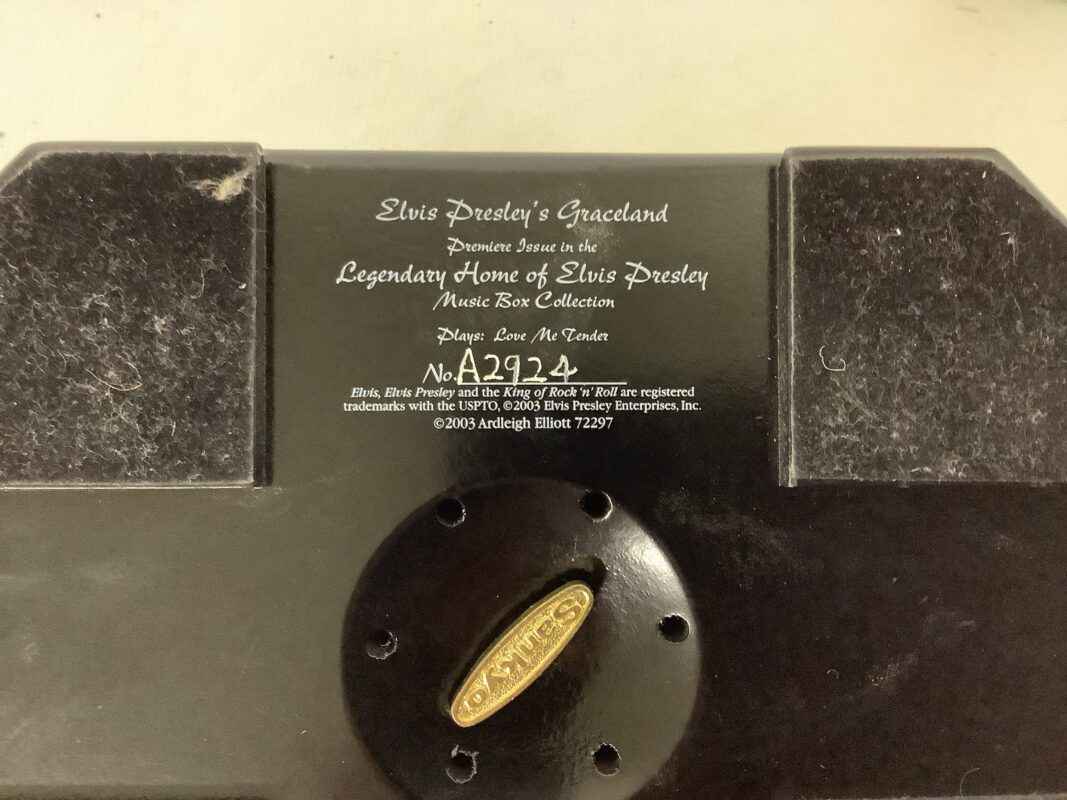 Elvis Presley's Graceland
Premiere Issue in the
Legendary Home of Elvis Presley
Music Box Collection
Plays: Love Me Tender
No. A2924
Elvis, Elvis Presley and the King of Rock 'n' Roll are registered
trademarks with the USPTO, ©2003 Elvis Presley Enterprises, Inc.
©2003 Ardleigh Elliott 72297
Sankyo